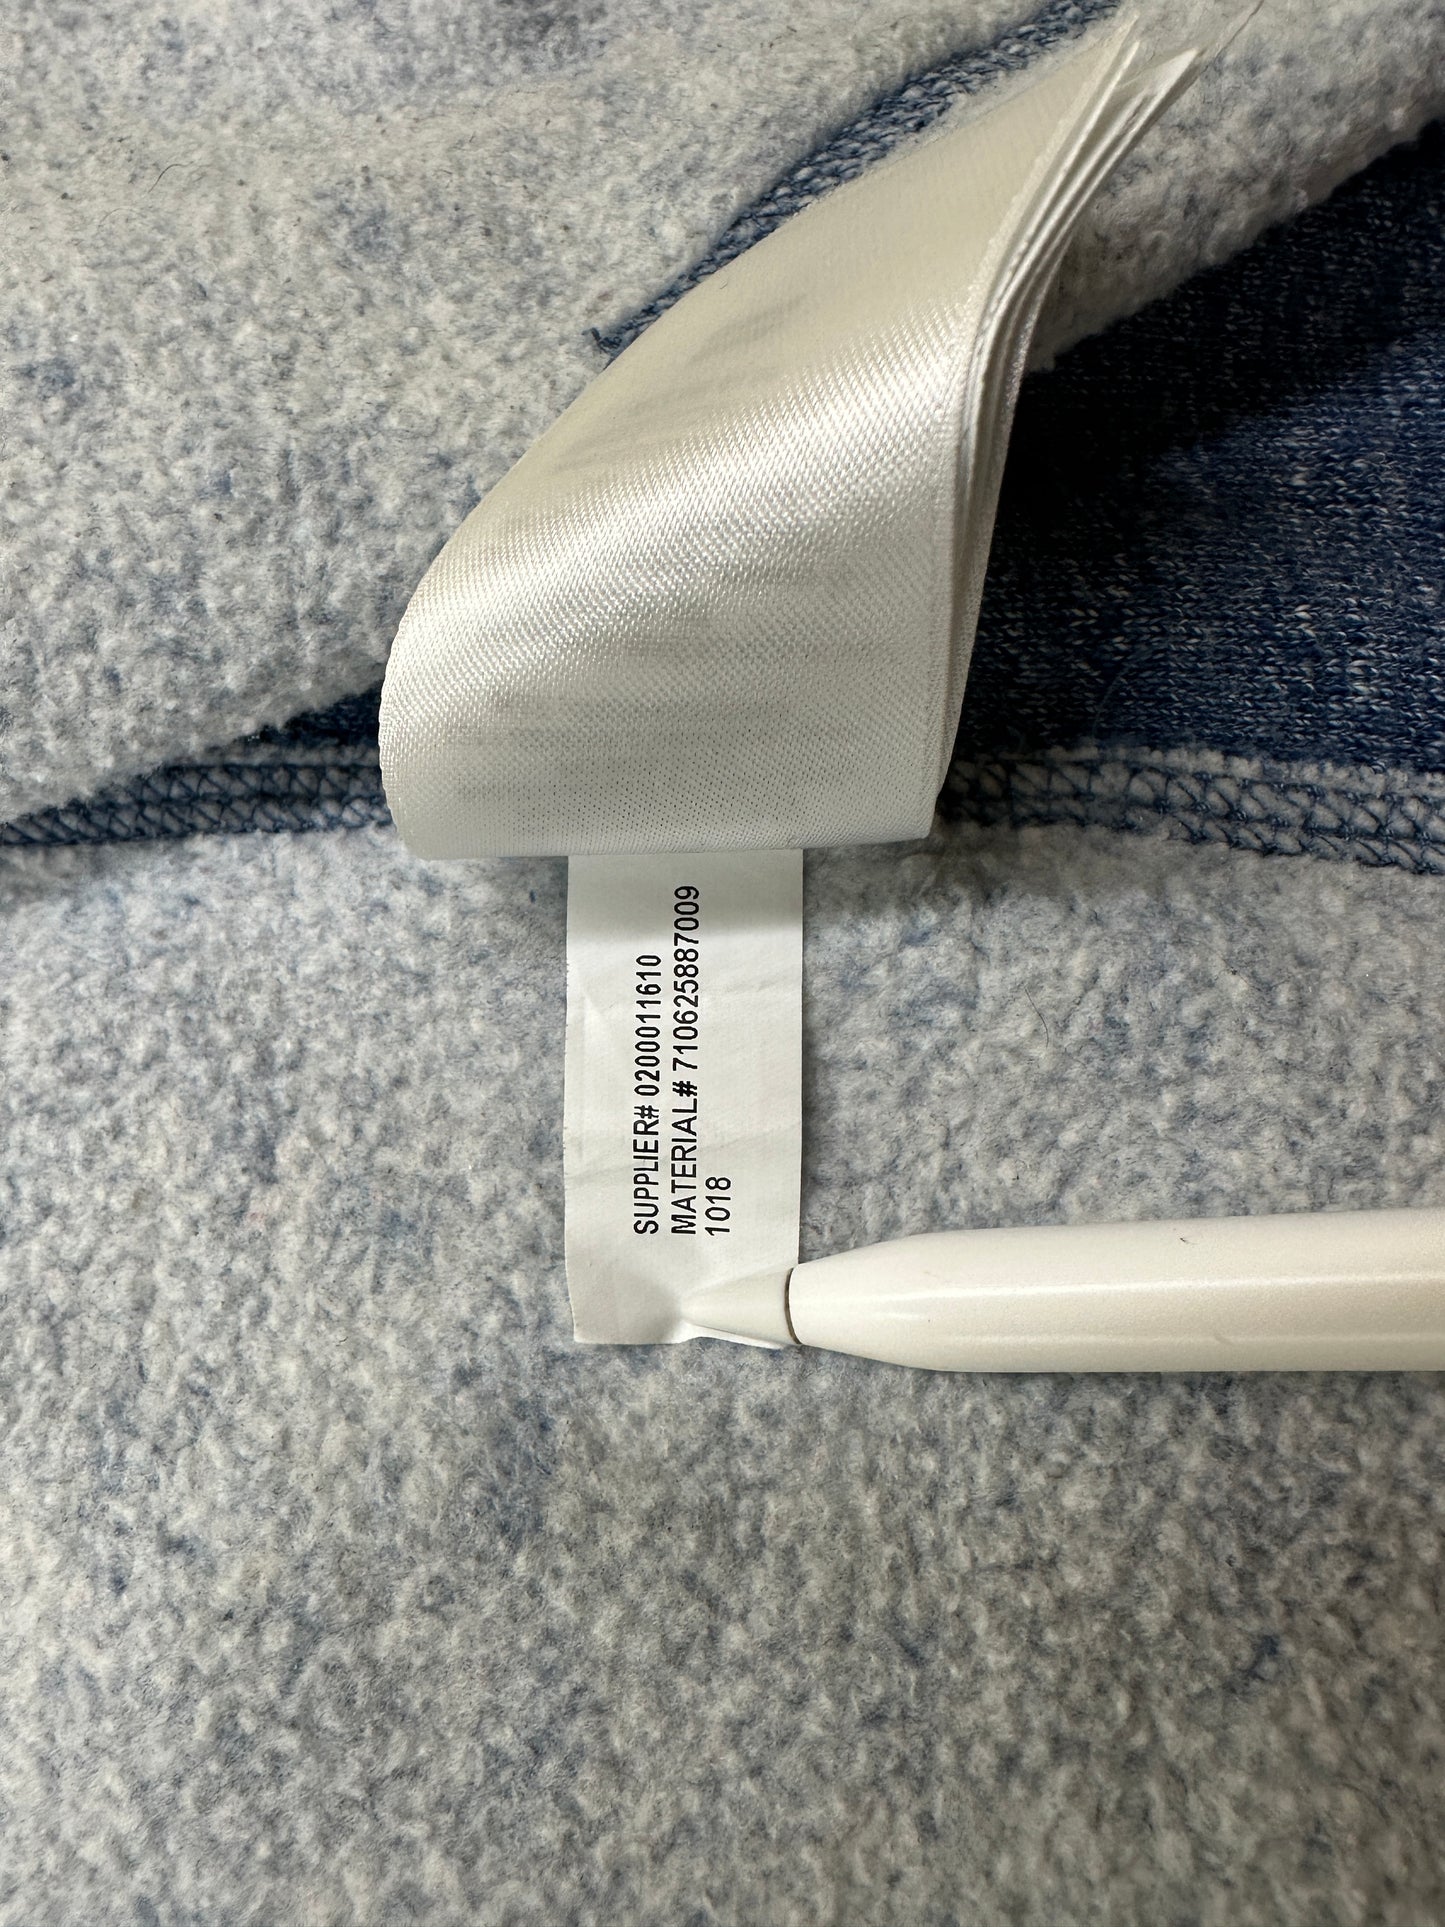 SUPPLIER# 0200011610
MATERIAL# 710625887009
1018